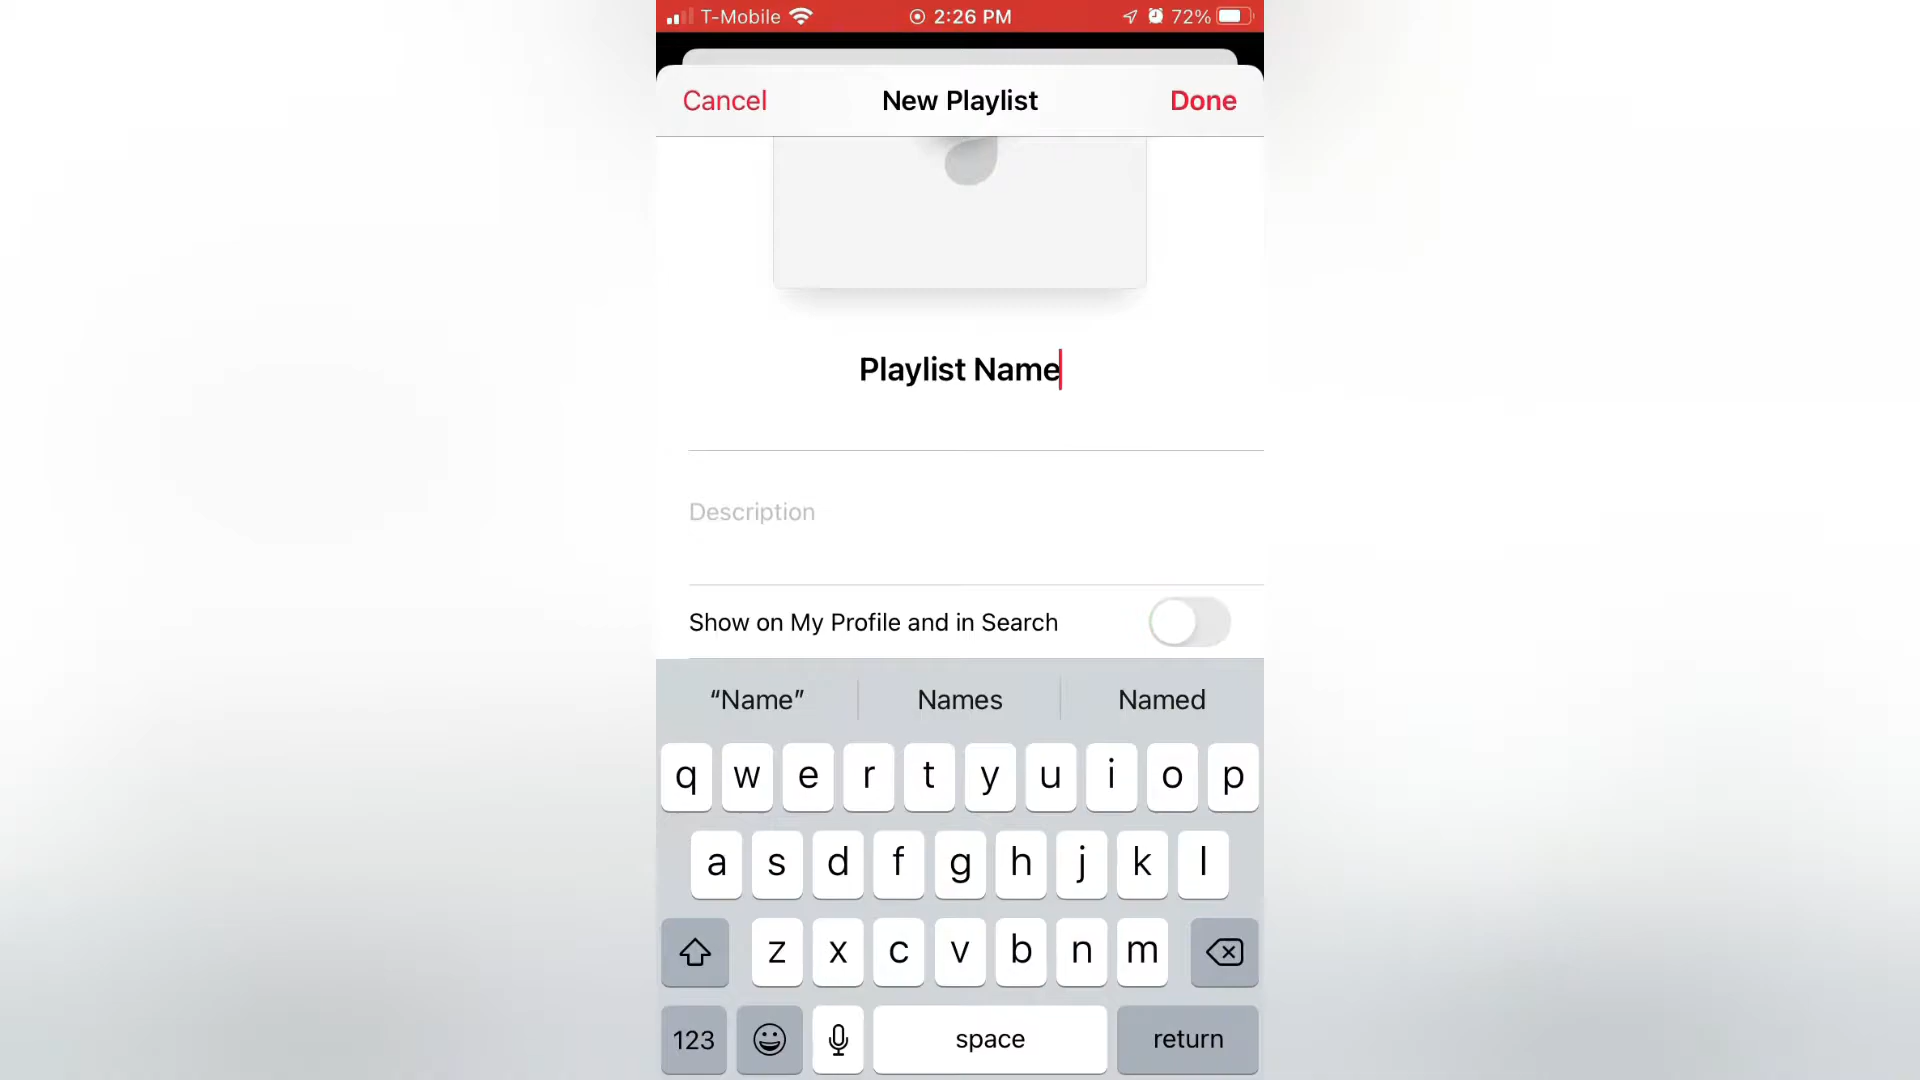 T-Mobile 2:26 PM 72%
Cancel New Playlist Done
Playlist Name
Description
Show on My Profile and in Search
“Name” Names Named
q w e r t y u i o p
a s d f g h j k l
z x c v b n m
123 space return